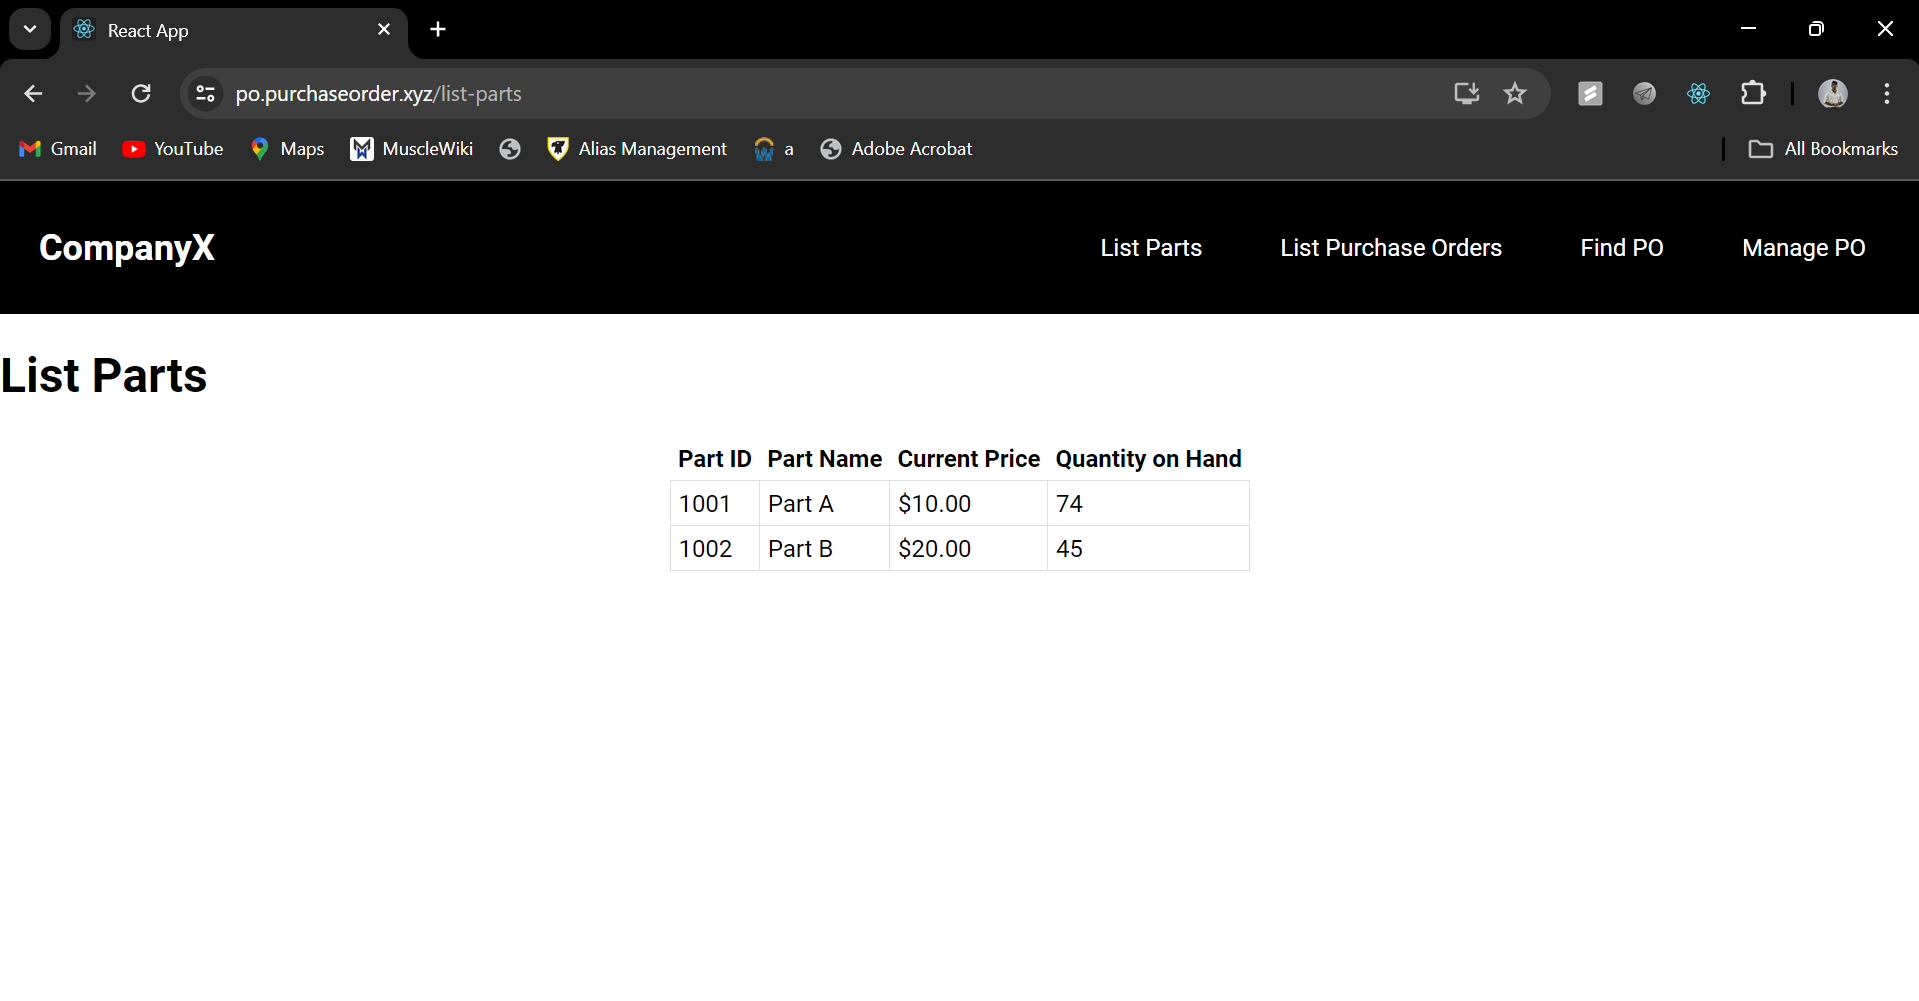 React App
po.purchaseorder.xyz/list-parts
Gmail YouTube Maps MuscleWiki Alias Management a Adobe Acrobat All Bookmarks
CompanyX List Parts List Purchase Orders Find PO Manage PO
List Parts
Part ID Part Name Current Price Quantity on Hand
1001 Part A $10.00 74
1002 Part B $20.00 45